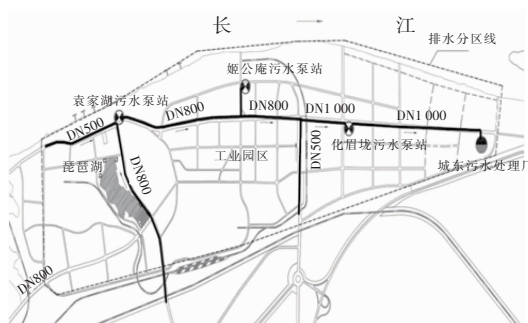 长 江
排水分区线
姬公庵污水泵站
袁家湖污水泵站
DN800
DN800
DN1 000
DN1 000
DN500
化眉垅污水泵站
工业园区
DN500
城东污水处理厂
琵琶湖
DN800
DN800